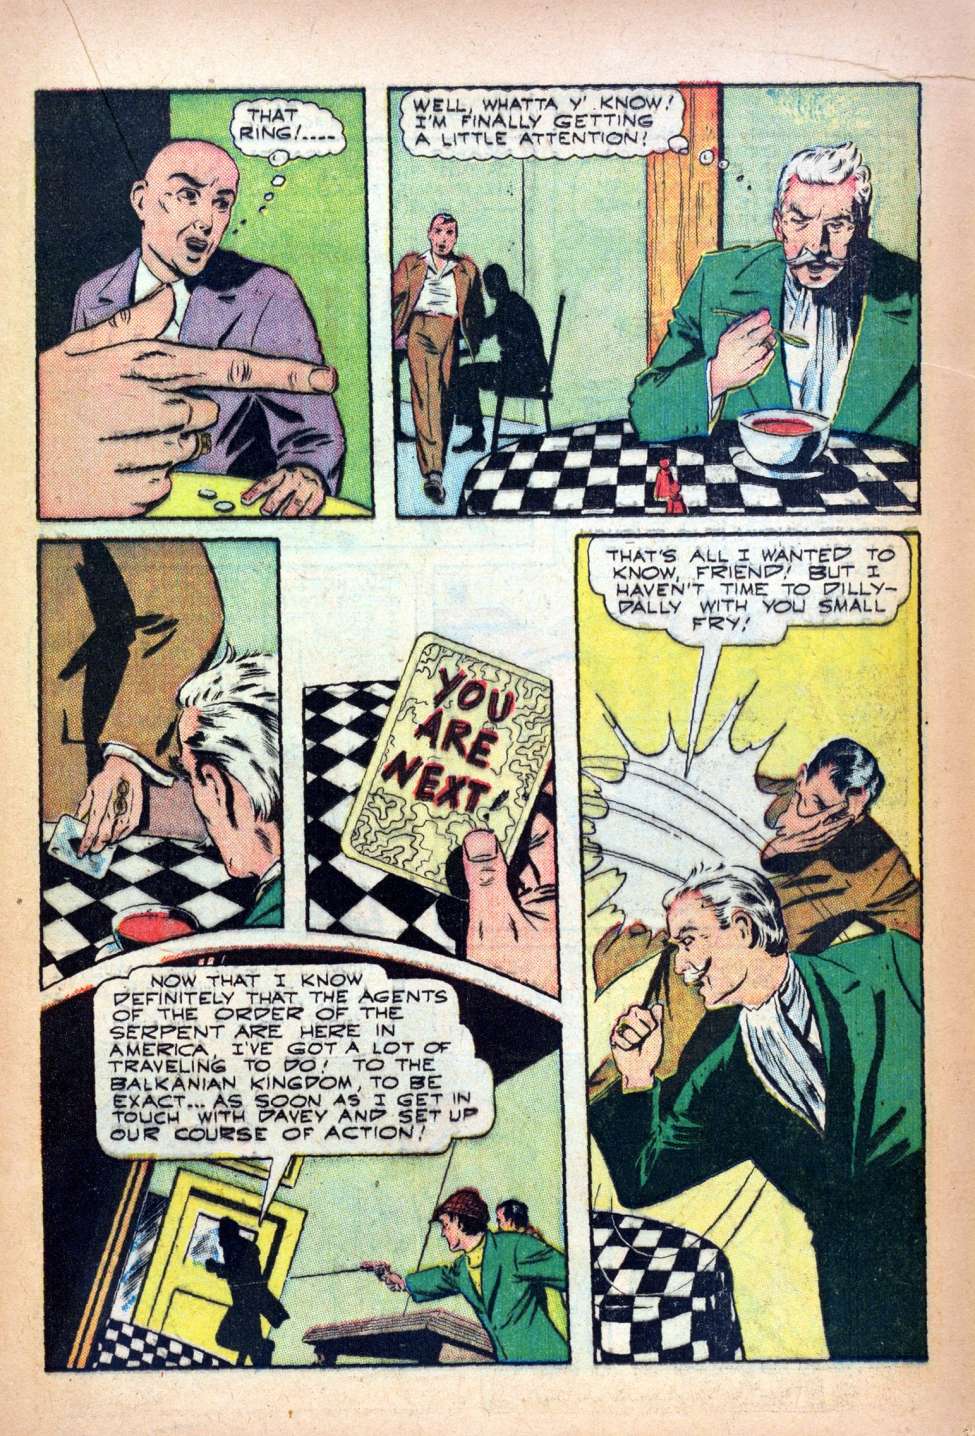 THAT
RING!....
WELL, WHATTA Y' KNOW!
I'M FINALLY GETTING
A LITTLE ATTENTION!
YOU
ARE
NEXT!
THAT'S ALL I WANTED TO
KNOW, FRIEND! BUT I
HAVEN'T TIME TO DILLY-
DALLY WITH YOU SMALL
FRY!
NOW THAT I KNOW
DEFINITELY THAT THE AGENTS
OF THE ORDER OF THE
SERPENT ARE HERE IN
AMERICA, I'VE GOT A LOT OF
TRAVELING TO DO! TO THE
BALKANIAN KINGDOM, TO BE
EXACT... AS SOON AS I GET IN
TOUCH WITH DAVEY AND SET UP
OUR COURSE OF ACTION!